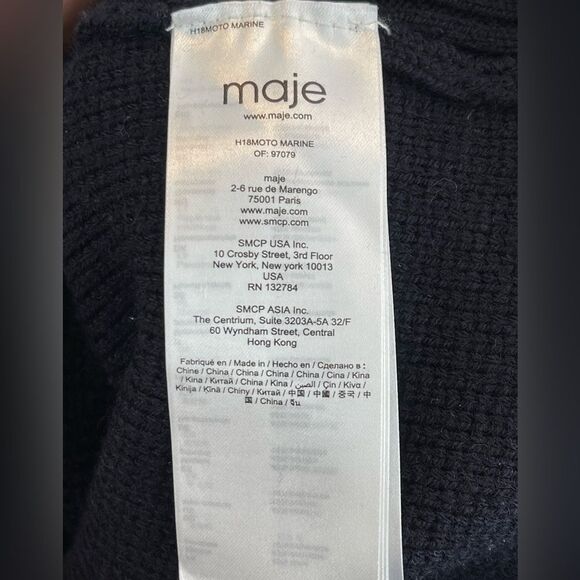 H18MOTO MARINE
maje
www.maje.com
H18MOTO MARINE
OF: 97079
maje
2-6 rue de Marengo
75001 Paris
www.maje.com
www.smcp.com
SMCP USA Inc.
10 Crosby Street, 3rd Floor
New York, New york 10013
USA
RN 132784
SMCP ASIA Inc.
The Centrium, Suite 3203A-5A 32/F
60 Wyndham Street, Central
Hong Kong
Fabriqué en / Made in / Hecho en / Сделано в :
Chine / China / China / China / China / Cina / Kina
/ Kina / Китай / China / Kina / الصين / Çin / Kiva /
Kinija / Ķīnā / Chiny / Китай / 中国 / 中國 / 중국 / 中
国 / China / จีน